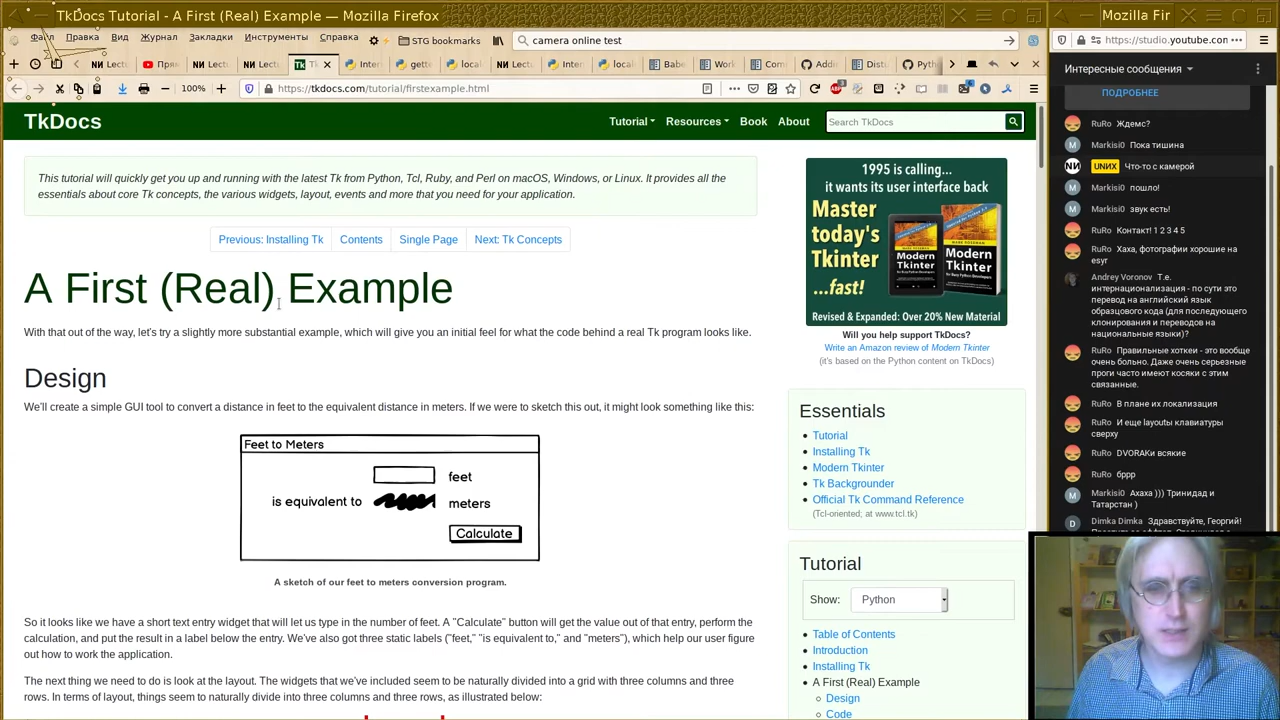 TkDocs Tutorial - A First (Real) Example — Mozilla Firefox
Mozilla Fir
Файл Правка Вид Журнал Закладки Инструменты Справка
STG bookmarks
camera online test
100%
https://tkdocs.com/tutorial/firstexample.html
https://studio.youtube.con
TkDocs
Tutorial Resources Book About
Search TkDocs
This tutorial will quickly get you up and running with the latest Tk from Python, Tcl, Ruby, and Perl on macOS, Windows, or Linux. It provides all the
essentials about core Tk concepts, the various widgets, layout, events and more that you need for your application.
Previous: Installing Tk
Contents
Single Page
Next: Tk Concepts
A First (Real) Example
With that out of the way, let's try a slightly more substantial example, which will give you an initial feel for what the code behind a real Tk program looks like.
Design
We'll create a simple GUI tool to convert a distance in feet to the equivalent distance in meters. If we were to sketch this out, it might look something like this:
Feet to Meters
feet
is equivalent to
meters
Calculate
A sketch of our feet to meters conversion program.
So it looks like we have a short text entry widget that will let us type in the number of feet. A "Calculate" button will get the value out of that entry, perform the
calculation, and put the result in a label below the entry. We've also got three static labels ("feet," "is equivalent to," and "meters"), which help our user figure
out how to work the application.
The next thing we need to do is look at the layout. The widgets that we've included seem to be naturally divided into a grid with three columns and three
rows. In terms of layout, things seem to naturally divide into three columns and three rows, as illustrated below:
1995 is calling...
it wants its user interface back
Master
today's
Tkinter
...fast!
Modern
Tkinter
Revised & Expanded: Over 20% New Material
Will you help support TkDocs?
Write an Amazon review of Modern Tkinter
(it's based on the Python content on TkDocs)
Essentials
Tutorial
Installing Tk
Modern Tkinter
Tk Backgrounder
Official Tk Command Reference
(Tcl-oriented; at www.tcl.tk)
Tutorial
Show: Python
Table of Contents
Introduction
Installing Tk
A First (Real) Example
Design
Code
Интересные сообщения
ПОДРОБНЕЕ
RuRo Ждемс?
Markisi0 Пока тишина
UNИX Что-то с камерой
Markisi0 пошло!
Markisi0 звук есть!
RuRo Контакт! 1 2 3 4 5
RuRo Хаха, фотографии хорошие на
esyr
Andrey Voronov Т.е.
интернационализация - по сути это
перевод на английский язык
образцового кода (для последующего
клонирования и переводов на
национальные языки)?
RuRo Правильные хоткеи - это вообще
очень больно. Даже очень серьезные
проги часто имеют косяки с этим
связанные.
RuRo В плане их локализация
RuRo И еще layoutы клавиатуры
сверху
RuRo DVORAKи всякие
RuRo бррр
Markisi0 Ахаха ))) Тринидад и
Татарстан )
Dimka Dimka Здравствуйте, Георгий!